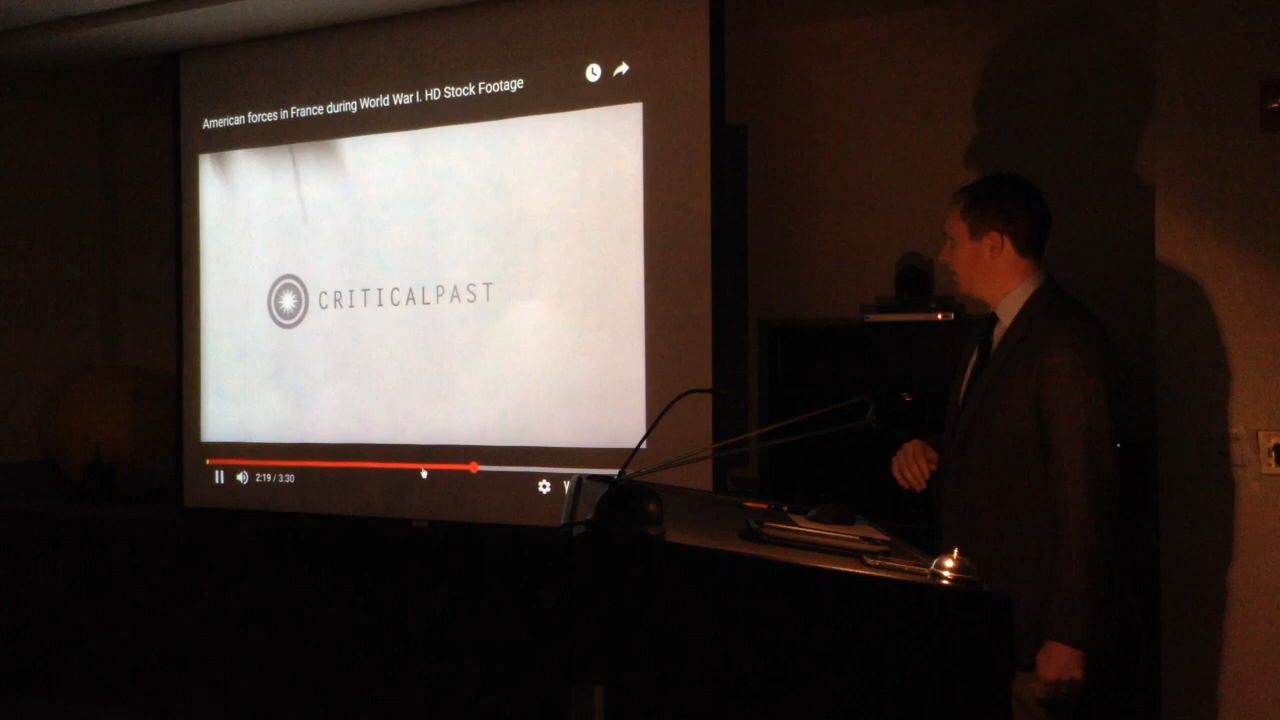 American forces in France during World War I. HD Stock Footage
CRITICALPAST
2:19 / 3:30